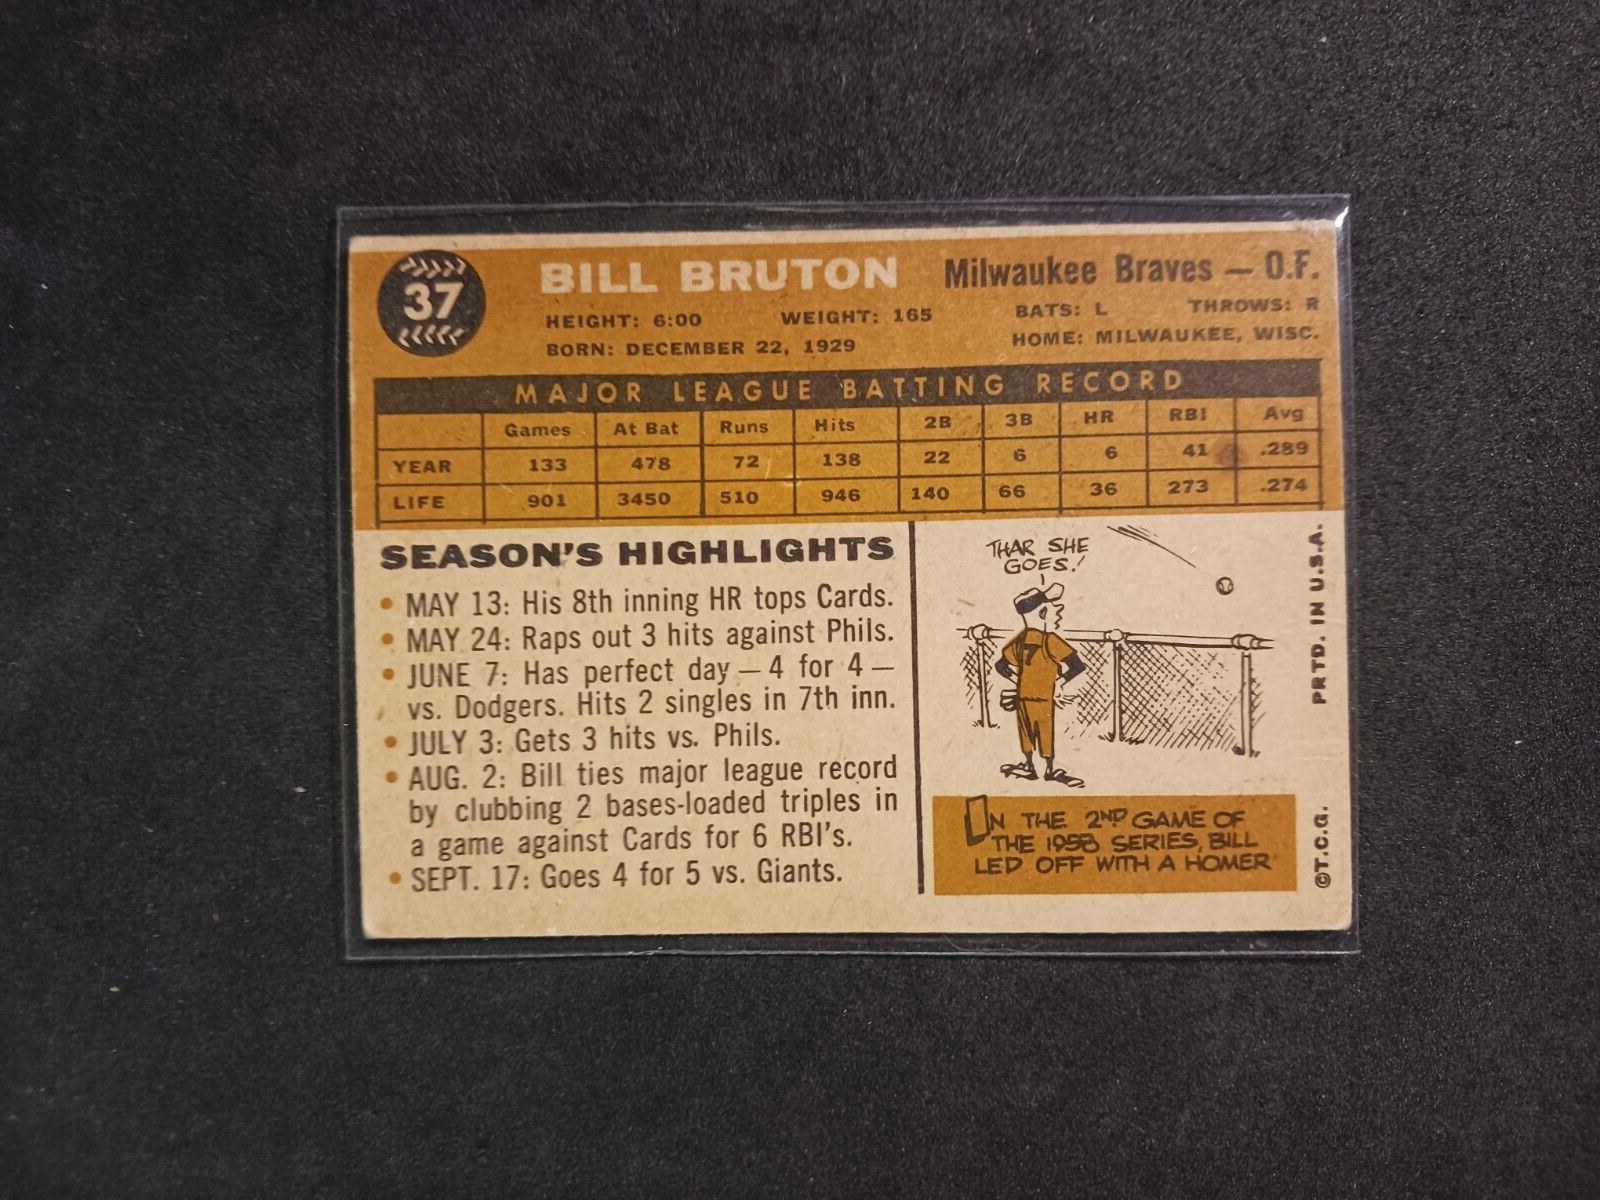 37
BILL BRUTON
Milwaukee Braves — O.F.
HEIGHT: 6:00 WEIGHT: 165 BATS: L THROWS: R
BORN: DECEMBER 22, 1929 HOME: MILWAUKEE, WISC.
MAJOR LEAGUE BATTING RECORD
Games At Bat Runs Hits 2B 3B HR RBI Avg
YEAR 133 478 72 138 22 6 6 41 .289
LIFE 901 3450 510 946 140 66 36 273 .274
SEASON'S HIGHLIGHTS
• MAY 13: His 8th inning HR tops Cards.
• MAY 24: Raps out 3 hits against Phils.
• JUNE 7: Has perfect day — 4 for 4 —
vs. Dodgers. Hits 2 singles in 7th inn.
• JULY 3: Gets 3 hits vs. Phils.
• AUG. 2: Bill ties major league record
by clubbing 2 bases-loaded triples in
a game against Cards for 6 RBI's.
• SEPT. 17: Goes 4 for 5 vs. Giants.
THAR SHE
GOES!
7
IN THE 2ND GAME OF
THE 1958 SERIES, BILL
LED OFF WITH A HOMER
©T.C.G. PRTD. IN U.S.A.